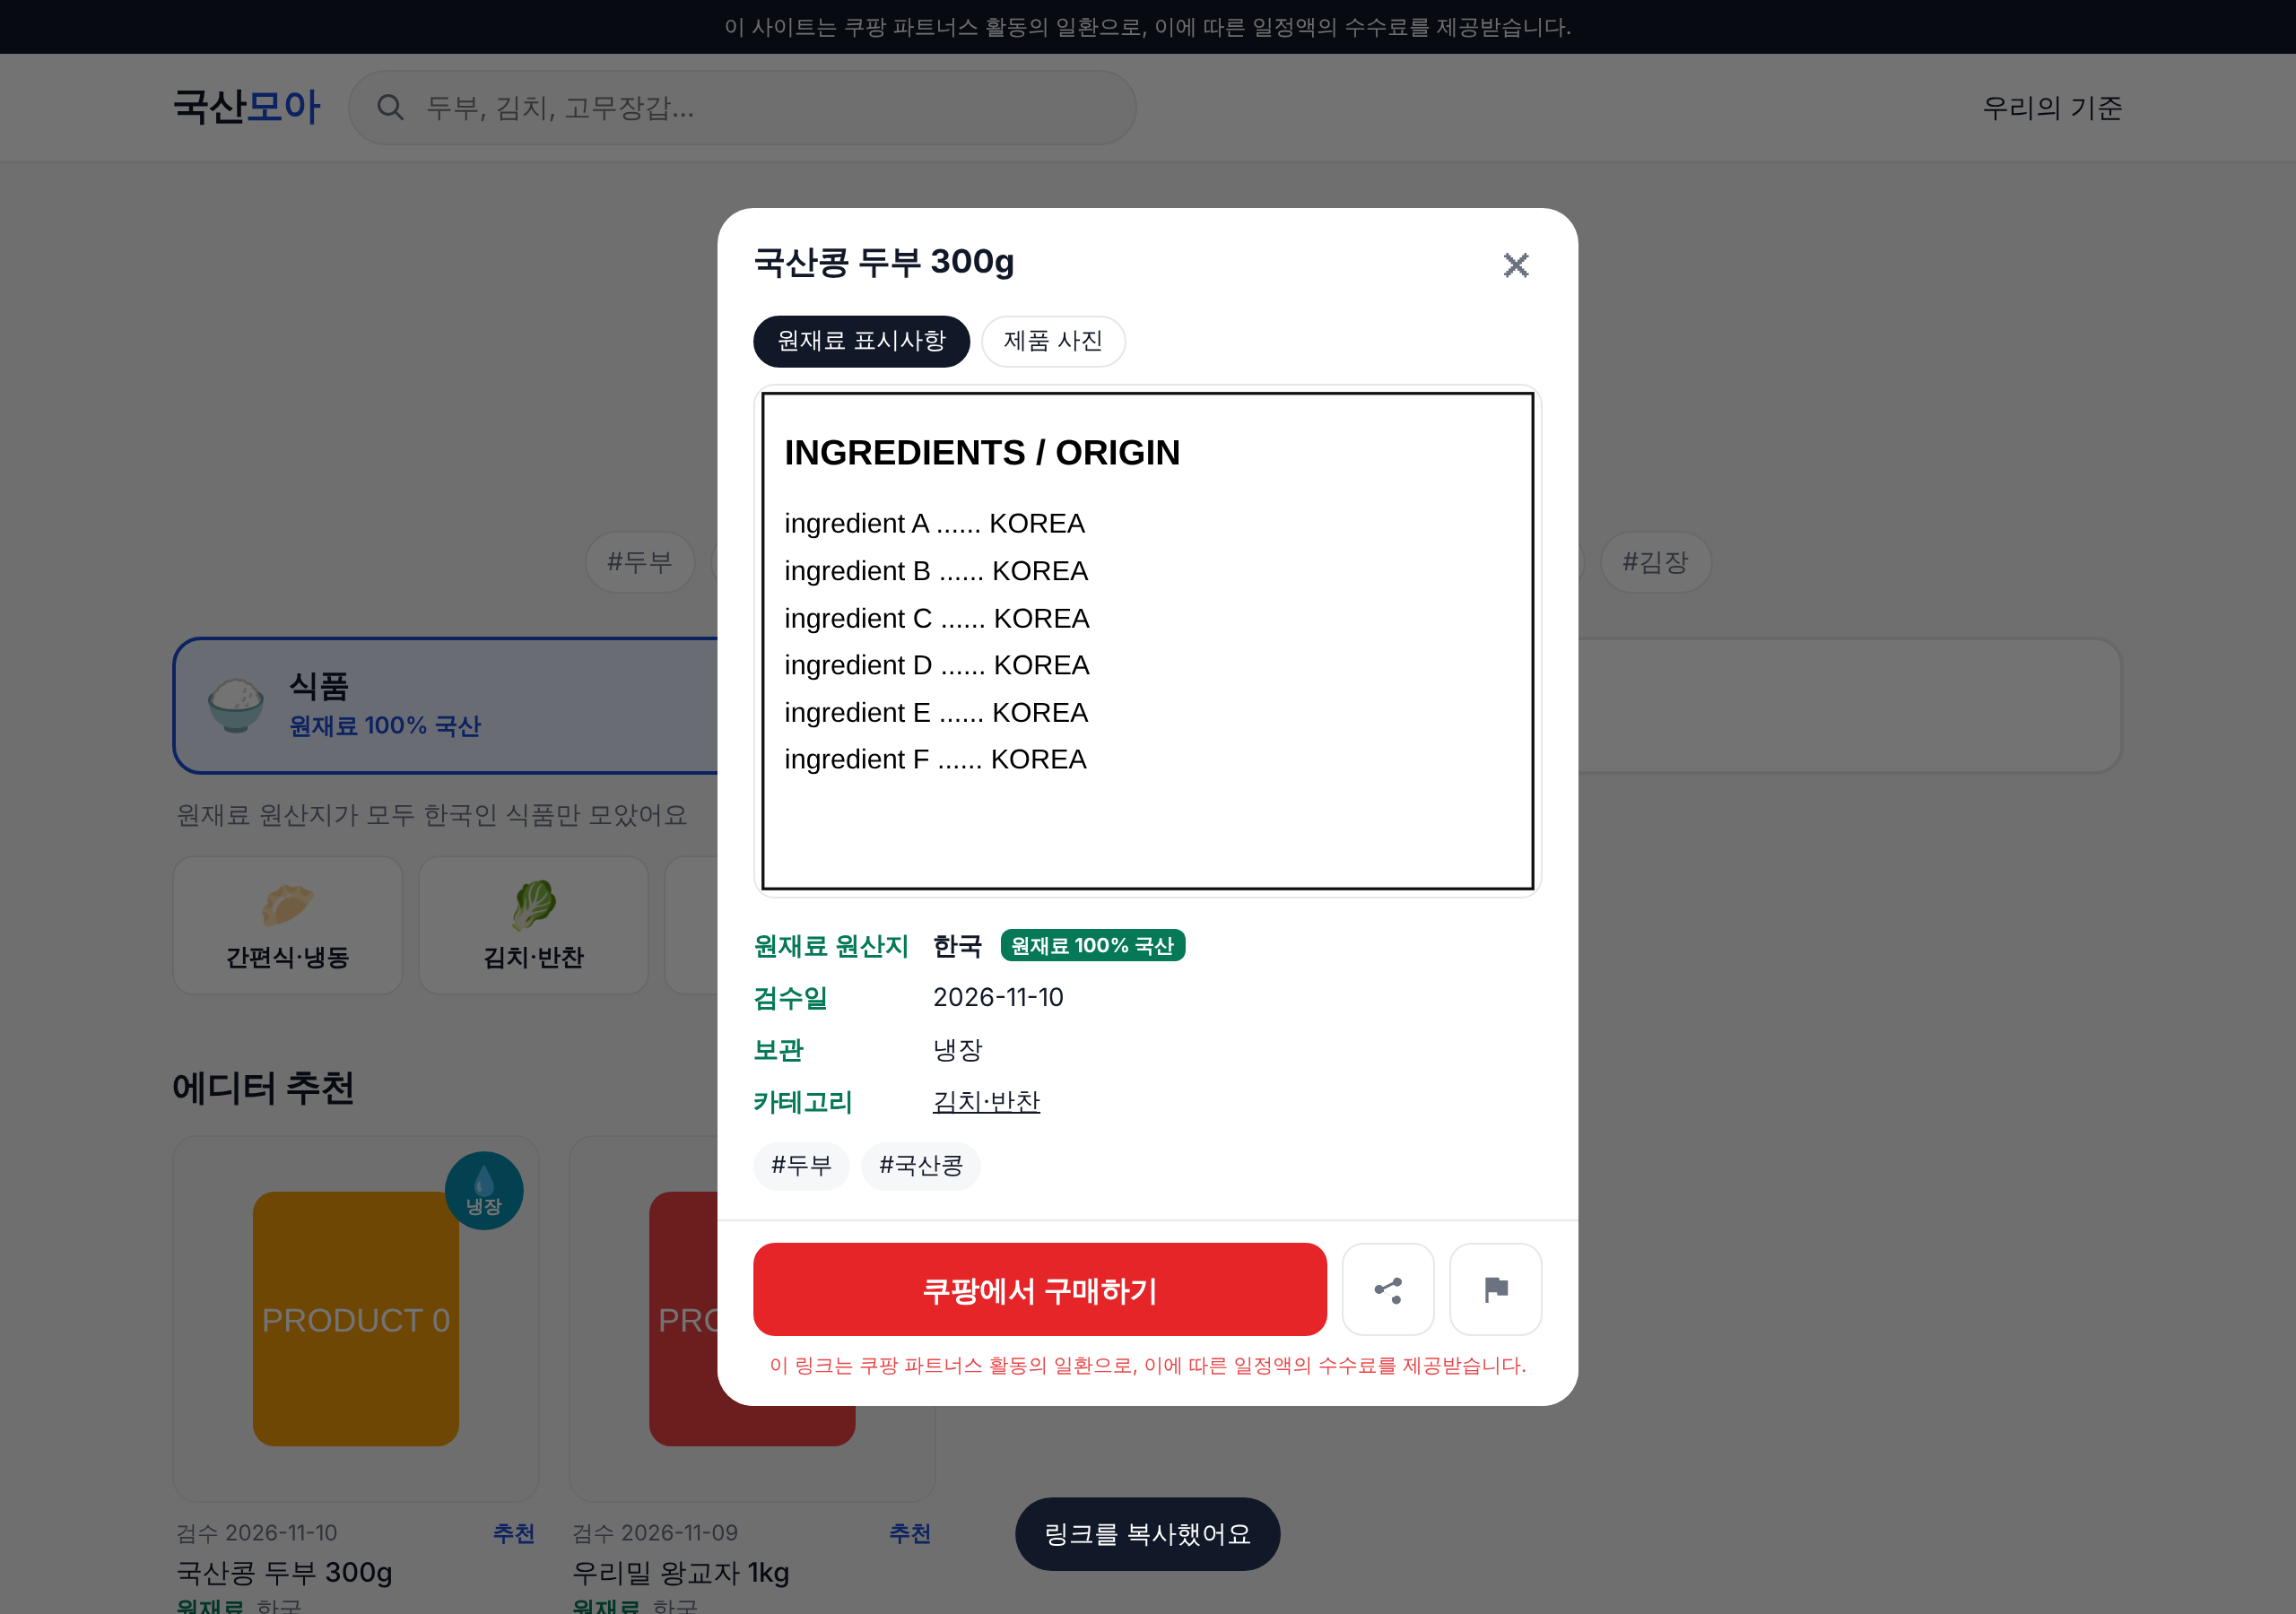 이 사이트는 쿠팡 파트너스 활동의 일환으로, 이에 따른 일정액의 수수료를 제공받습니다.
국산모아
두부, 김치, 고무장갑...
우리의 기준
국산콩 두부 300g
원재료 표시사항
제품 사진
INGREDIENTS / ORIGIN
ingredient A ...... KOREA
ingredient B ...... KOREA
ingredient C ...... KOREA
ingredient D ...... KOREA
ingredient E ...... KOREA
ingredient F ...... KOREA
원재료 원산지 한국 원재료 100% 국산
검수일 2026-11-10
보관 냉장
카테고리 김치·반찬
#두부 #국산콩
쿠팡에서 구매하기
이 링크는 쿠팡 파트너스 활동의 일환으로, 이에 따른 일정액의 수수료를 제공받습니다.
#두부
#김장
식품
원재료 100% 국산
원재료 원산지가 모두 한국인 식품만 모았어요
간편식·냉동
김치·반찬
에디터 추천
냉장
PRODUCT 0
검수 2026-11-10 추천
국산콩 두부 300g
원재료 한국
검수 2026-11-09 추천
우리밀 왕교자 1kg
원재료 한국
링크를 복사했어요